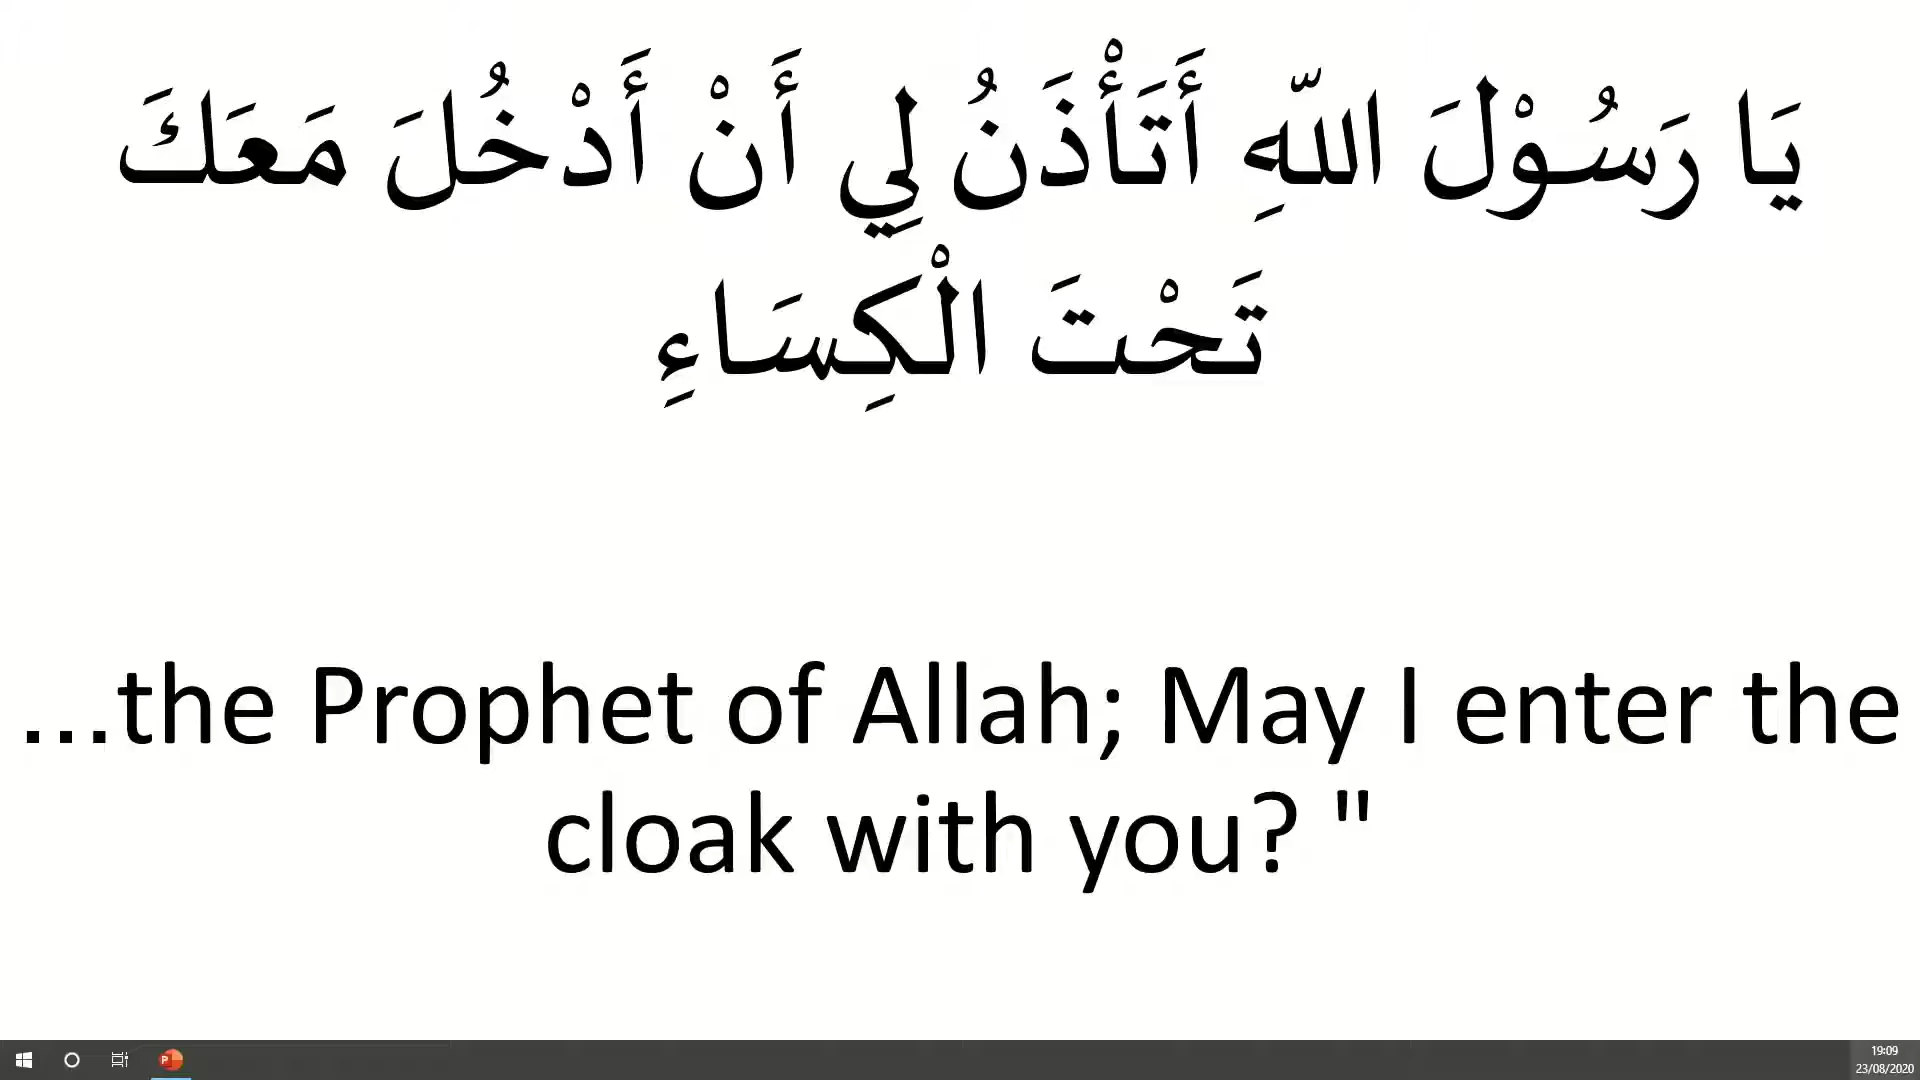 يَا رَسُوْلَ اللّهِ أَتَأْذَنُ لِي أَنْ أَدْخُلَ مَعَكَ
تَحْتَ الْكِسَاءِ
...the Prophet of Allah; May I enter the
cloak with you? "
19:09
23/08/2020